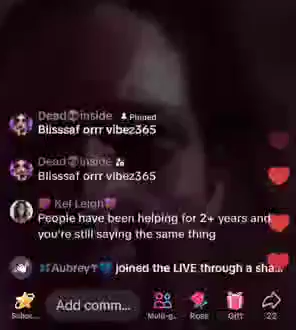 Dead💀inside 📌Pinned
Blisssaf orrr vibez365
Dead💀inside
Blisssaf orrr vibez365
Kei Leigh
People have been helping for 2+ years and
you're still saying the same thing
Aubrey joined the LIVE through a sha...
Add comm...
Subsc... Multi-g... Rose Gift 22